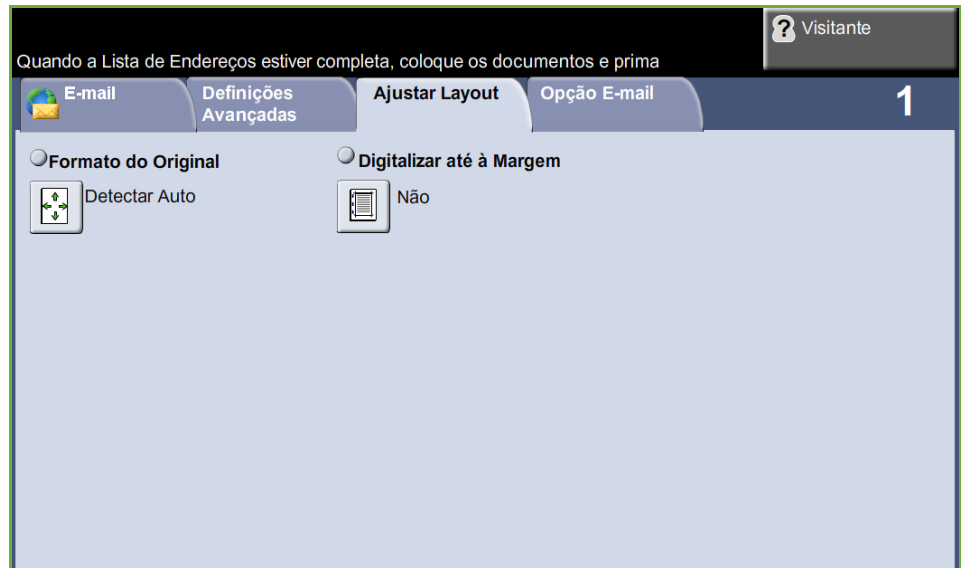 Visitante
Quando a Lista de Endereços estiver completa, coloque os documentos e prima
E-mail
Definições
Avançadas
Ajustar Layout
Opção E-mail
1
Formato do Original
Digitalizar até à Margem
Detectar Auto
Não